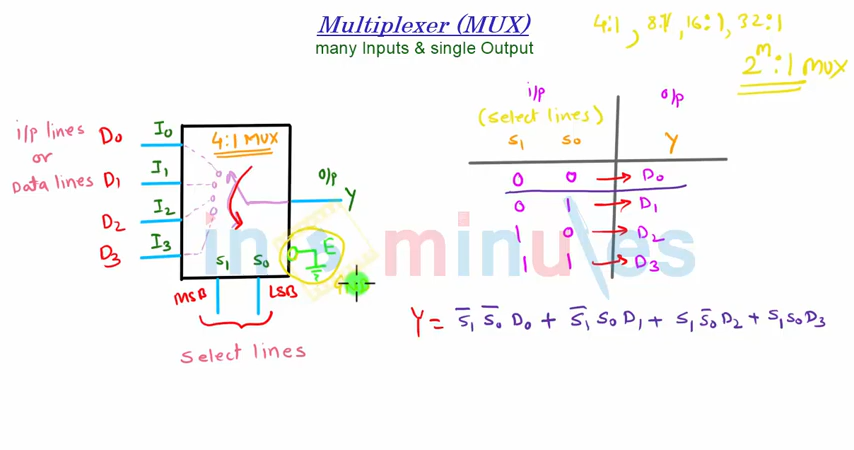 Multiplexer (MUX)
many Inputs & single Output
4:1, 8:1, 16:1, 32:1
2^m:1 MUX
i/p lines
or
Data lines
D0 I0
D1 I1
D2 I2
D3 I3
4:1 MUX
o/p
Y
E
S1 S0
MSB LSB
Select lines
i/p o/p
(select lines)
S1 S0 Y
0 0 → D0
0 1 → D1
1 0 → D2
1 1 → D3
in 5 minutes
Y = S̅1 S̅0 D0 + S̅1 S0 D1 + S1 S̅0 D2 + S1 S0 D3